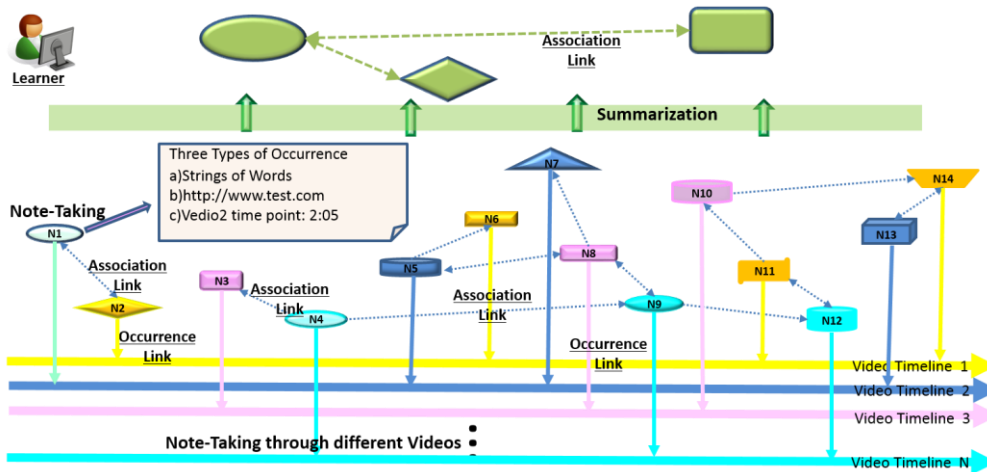 Learner
Association
Link
Summarization
Three Types of Occurrence
a)Strings of Words
b)http://www.test.com
c)Vedio2 time point: 2:05
Note-Taking
N1
N2
N3
N4
N5
N6
N7
N8
N9
N10
N11
N12
N13
N14
Association
Link
Association
Link
Association
Link
Occurrence
Link
Occurrence
Link
Video Timeline 1
Video Timeline 2
Video Timeline 3
Note-Taking through different Videos
Video Timeline N